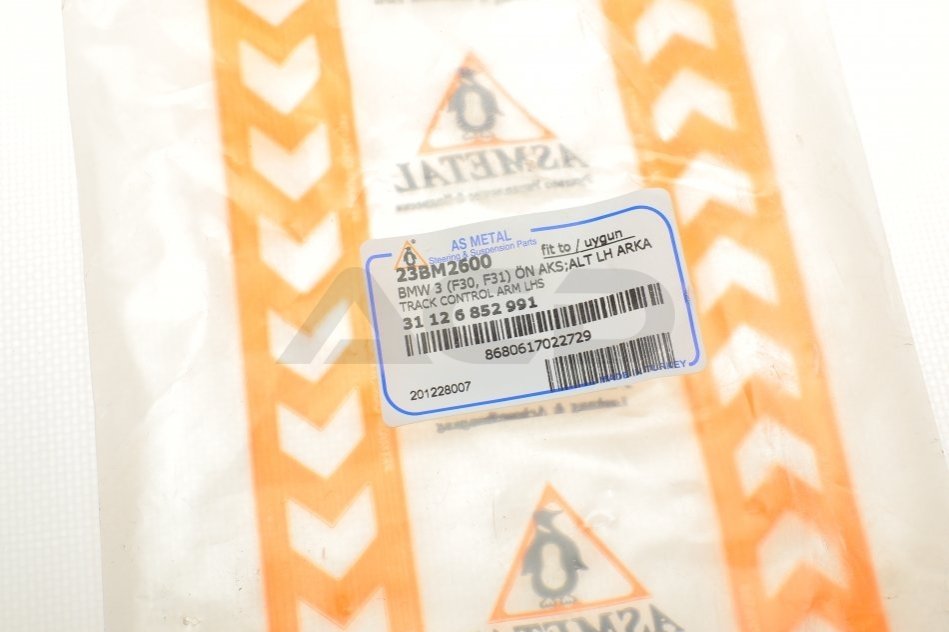 ASMETAL
AS METAL
Steering & Suspension Parts
fit to / uygun
23BM2600
BMW 3 (F30, F31) ÖN AKS;ALT LH ARKA
TRACK CONTROL ARM LHS
31 12 6 852 991
8680617022729
201228007
MADE IN TURKEY
ASMETAL